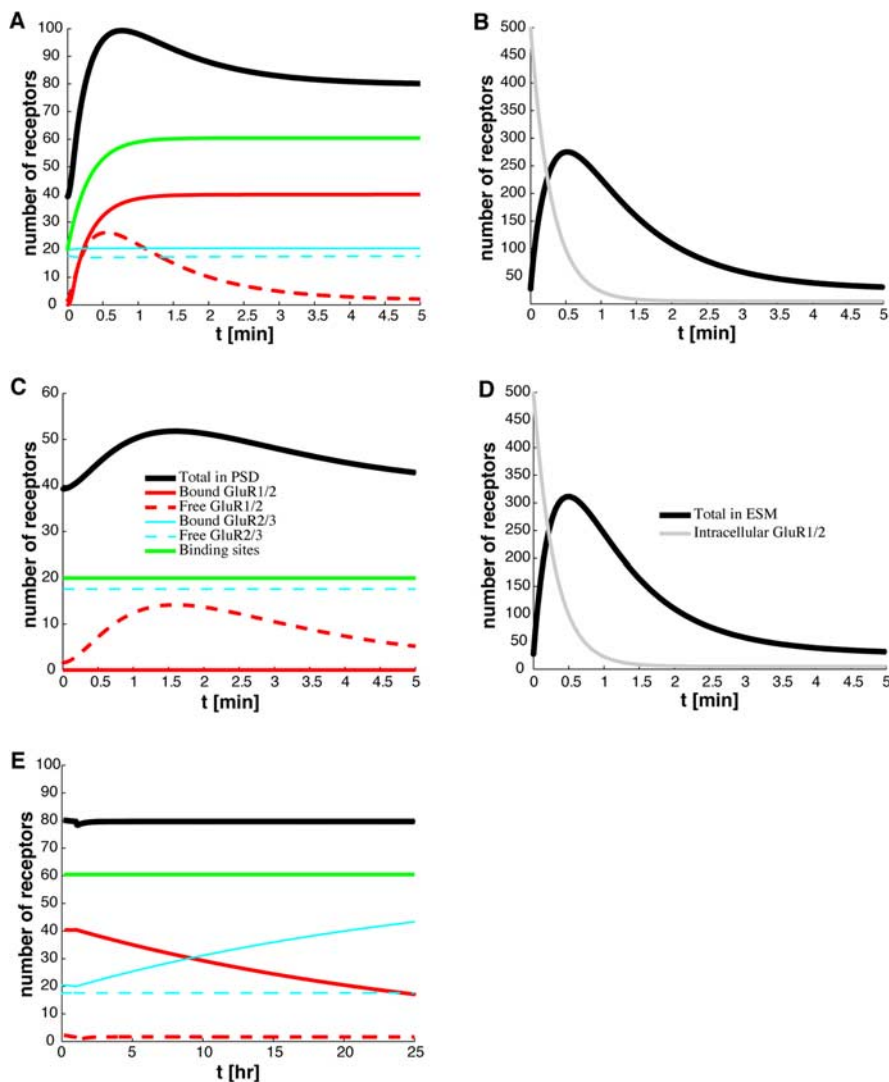 A
number of receptors
100
90
80
70
60
50
40
30
20
10
0
0 0.5 1 1.5 2 2.5 3 3.5 4 4.5 5
t [min]
B
number of receptors
500
450
400
350
300
250
200
150
100
50
0 0.5 1 1.5 2 2.5 3 3.5 4 4.5 5
t [min]
C
number of receptors
60
50
40
30
20
10
0
0 0.5 1 1.5 2 2.5 3 3.5 4 4.5 5
t [min]
Total in PSD
Bound GluR1/2
Free GluR1/2
Bound GluR2/3
Free GluR2/3
Binding sites
D
number of receptors
500
450
400
350
300
250
200
150
100
50
0
0 0.5 1 1.5 2 2.5 3 3.5 4 4.5 5
t [min]
Total in ESM
Intracellular GluR1/2
E
number of receptors
100
90
80
70
60
50
40
30
20
10
0
0 5 10 15 20 25
t [hr]